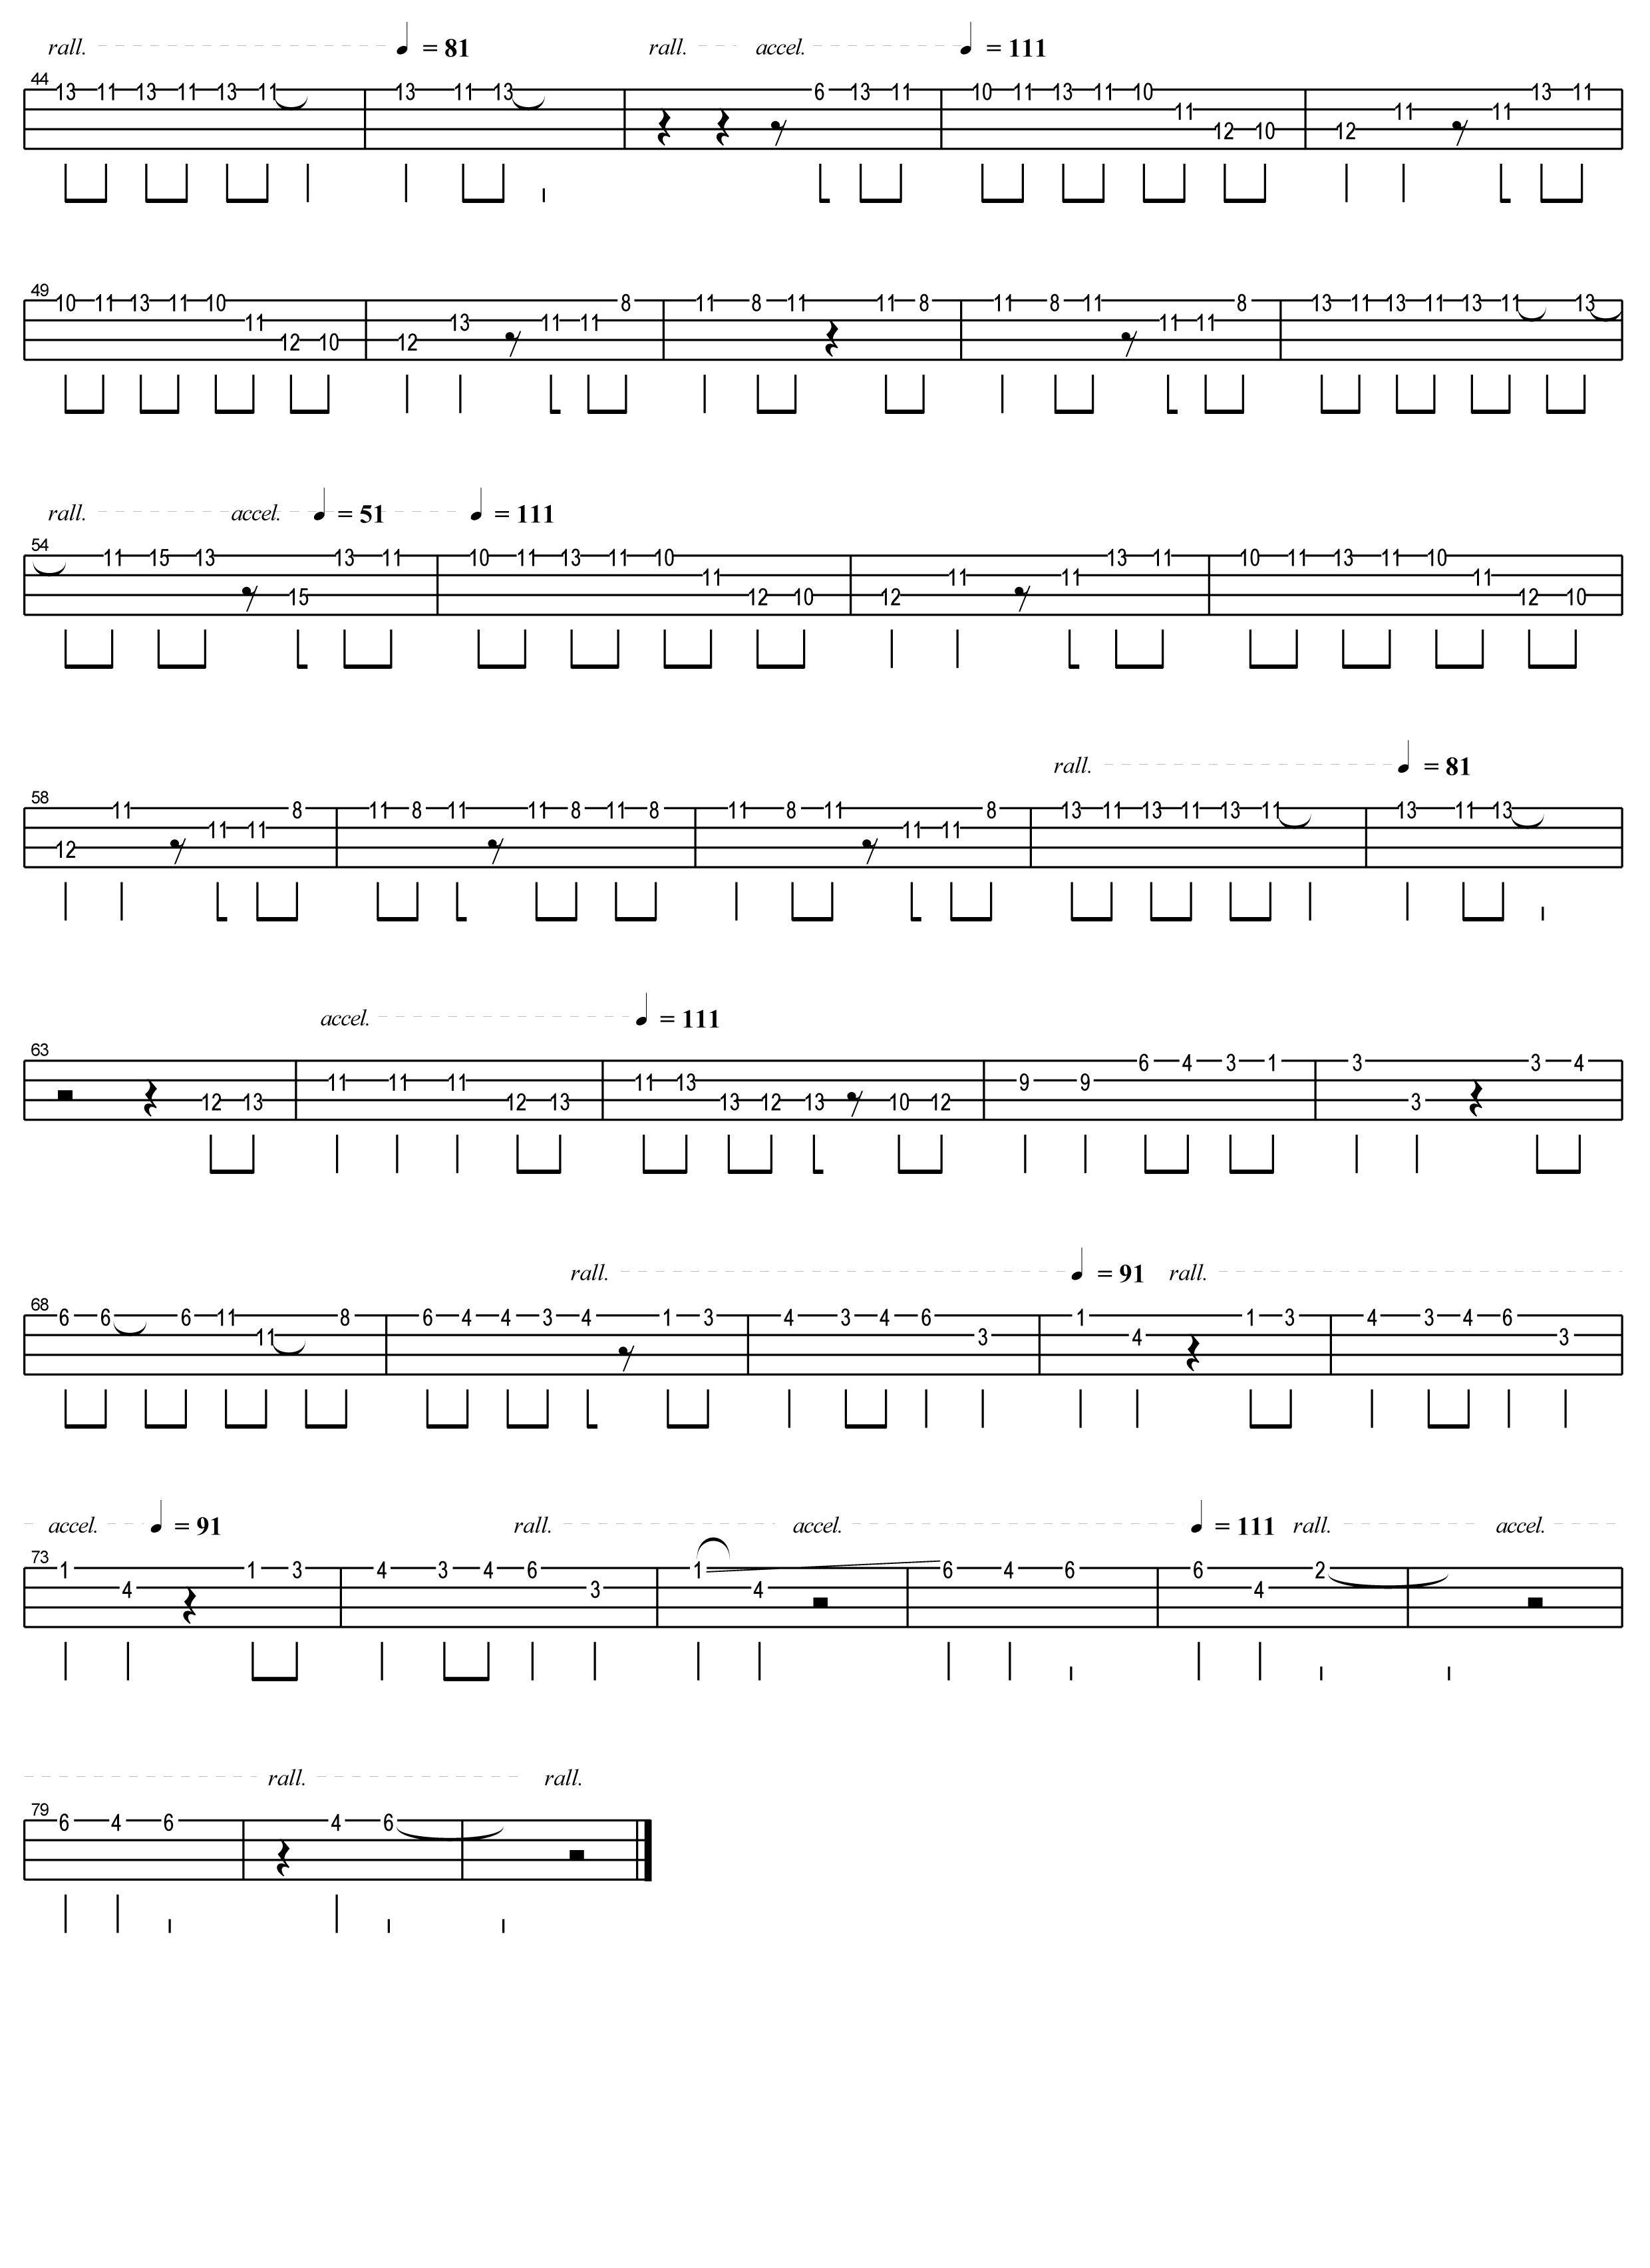 rall. = 81 rall. accel. = 111
44
13 11 13 11 13 11 13 11 13 6 13 11 10 11 13 11 10 13 11
11 11 11
12 10 12
49
10 11 13 11 10 8 11 8 11 11 8 11 8 11 8 13 11 13 11 13 11 13
11 13 11 11 11 11
12 10 12
rall. accel. = 51 = 111
54
11 15 13 13 11 10 11 13 11 10 13 11 10 11 13 11 10
11 11 11
15 12 10 12 12 10
rall. = 81
58
11 8 11 8 11 11 8 11 8 11 8 11 8 13 11 13 11 13 11 13 11 13
11 11 11 11
12
accel. = 111
63
6 4 3 1 3 3 4
11 11 11 11 13 9 9
12 13 12 13 13 12 13 10 12 3
rall. = 91 rall.
68
6 6 6 11 8 6 4 4 3 4 1 3 4 3 4 6 1 1 3 4 3 4 6
11 3 4 3
accel. = 91 rall. accel. = 111 rall. accel.
73
1 1 3 4 3 4 6 1 6 4 6 6 2
4 3 4 4
rall. rall.
79
6 4 6 4 6